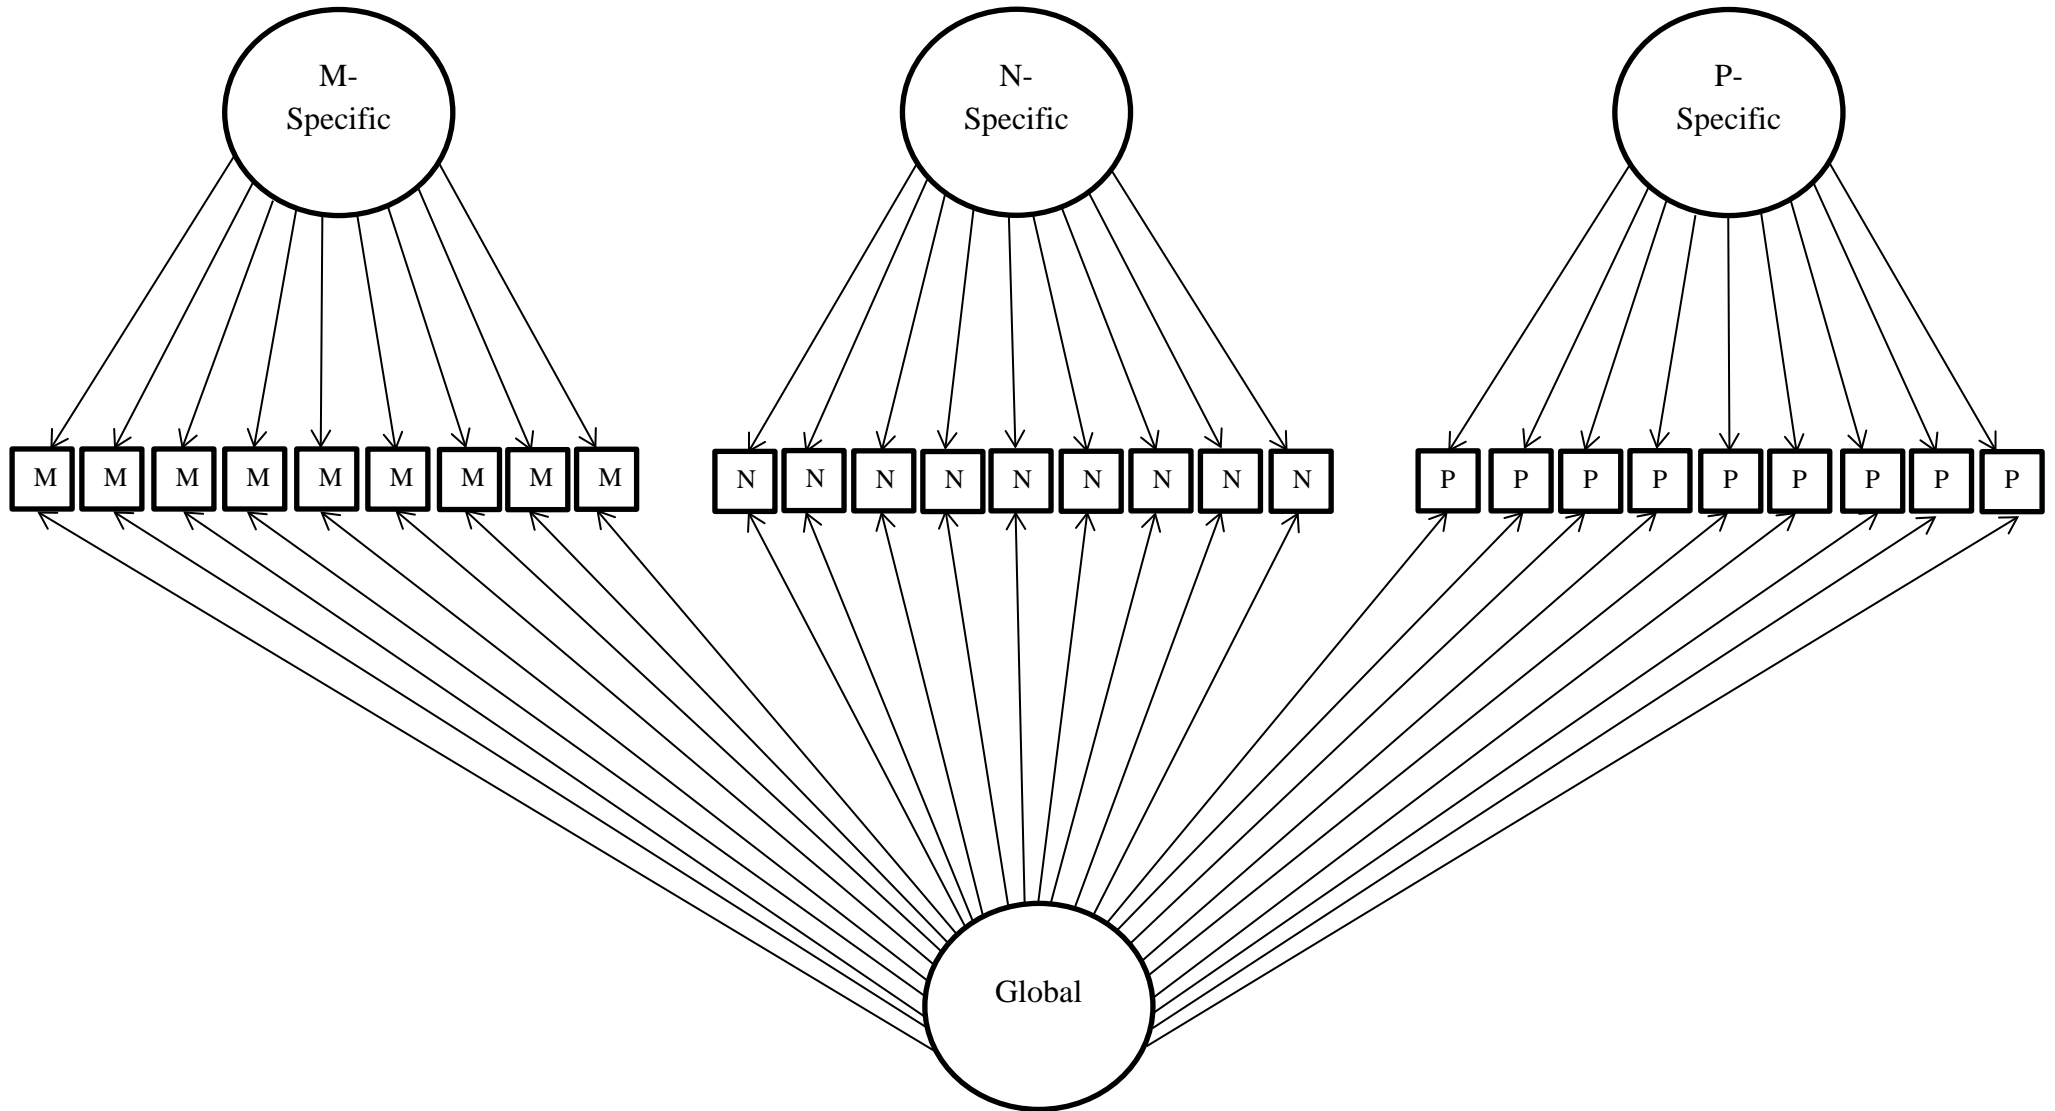 M-
Specific
N-
Specific
P-
Specific
M M M M M M M M M
N N N N N N N N N
P P P P P P P P P
Global